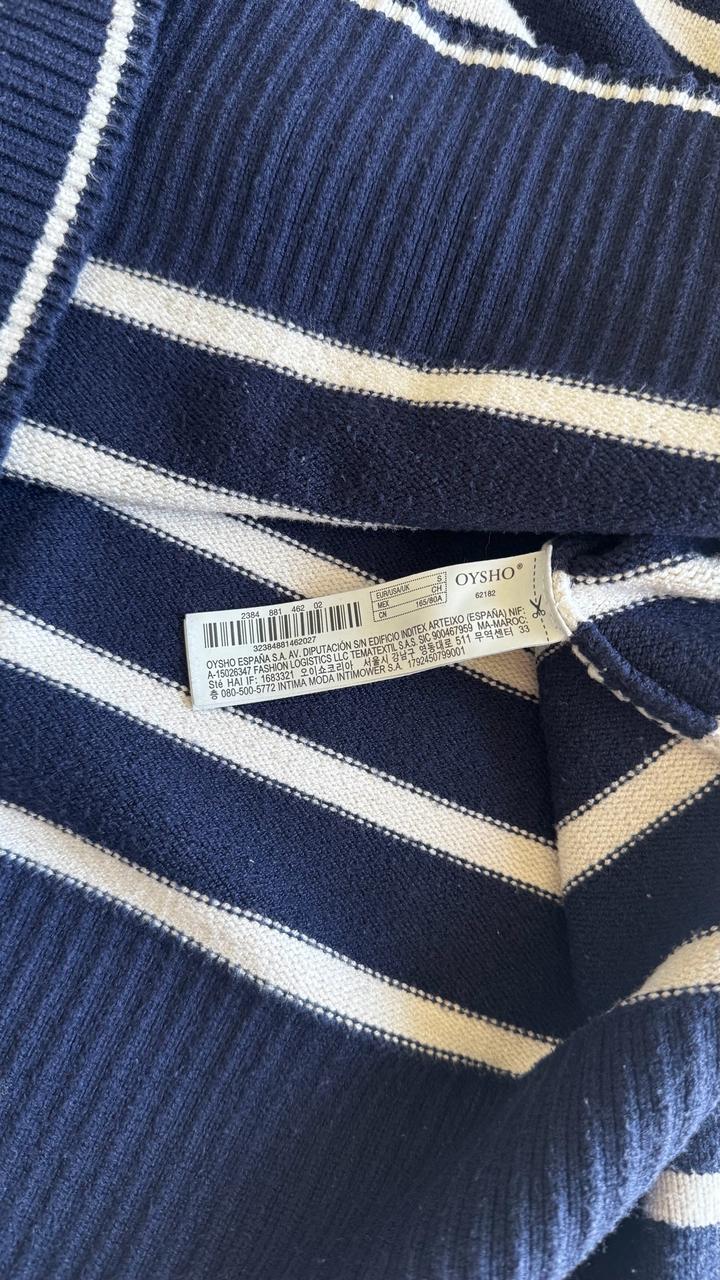 2384 881 462 02
32384881462027
EUR/USA/UK S
MEX CH
CN 165/80A
OYSHO®
62182
OYSHO ESPAÑA S.A. AV. DIPUTACIÓN S/N EDIFICIO INDITEX ARTEIXO (ESPAÑA) NIF:
A-15026347 FASHION LOGISTICS LLC TEMATEXTIL S.A.S. SIC 900467959 MA-MAROC:
Sté HAI IF: 1683321 오이쇼코리아 서울시 강남구 영동대로 511 무역센터 33
층 080-500-5772 INTIMA MODA INTIMOWER S.A. 1792450799001